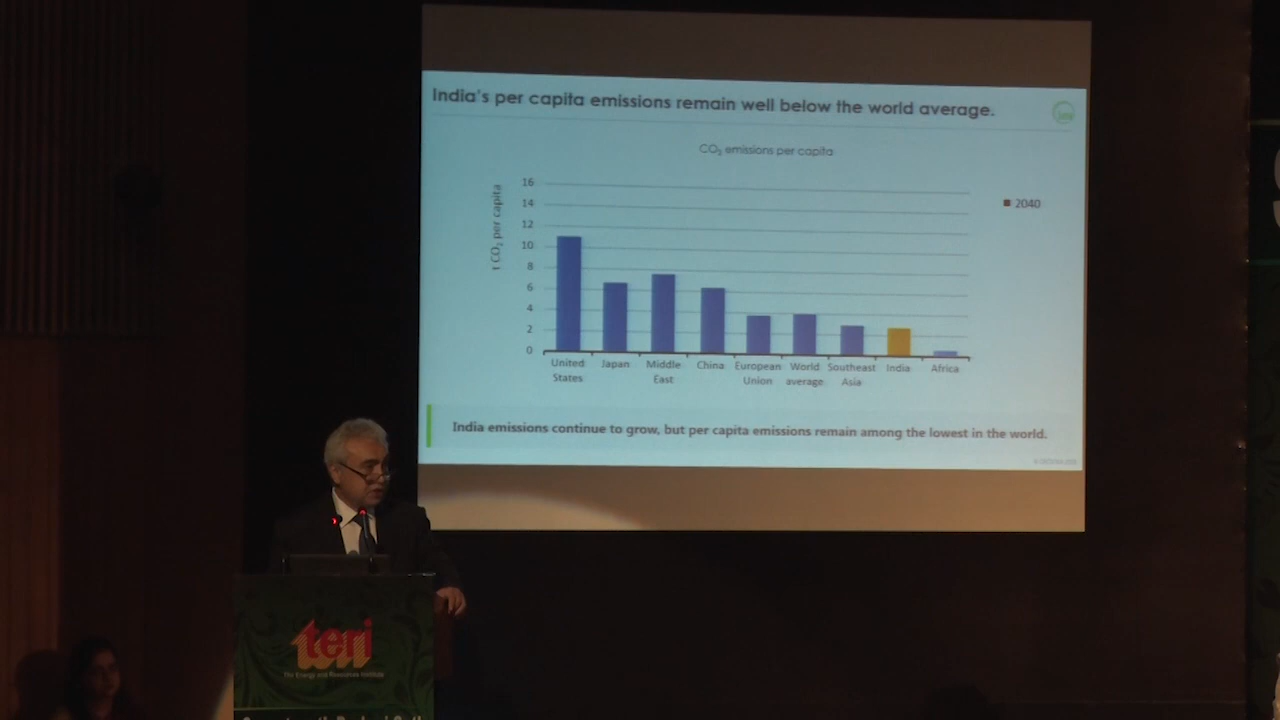 India's per capita emissions remain well below the world average.
CO₂ emissions per capita
t CO₂ per capita
16
14
12
10
8
6
4
2
0
2040
United States
Japan
Middle East
China
European Union
World average
Southeast Asia
India
Africa
India emissions continue to grow, but per capita emissions remain among the lowest in the world.
teri
The Energy and Resources Institute